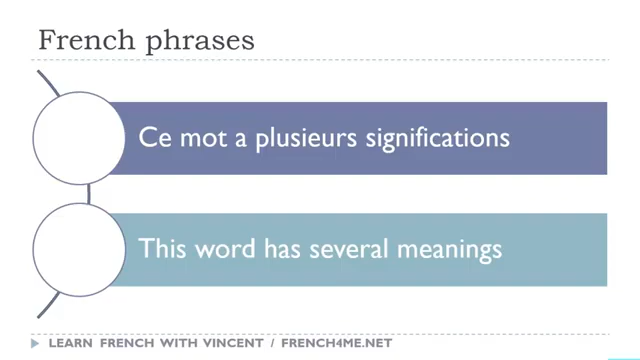 French phrases
Ce mot a plusieurs significations
This word has several meanings
LEARN FRENCH WITH VINCENT / FRENCH4ME.NET